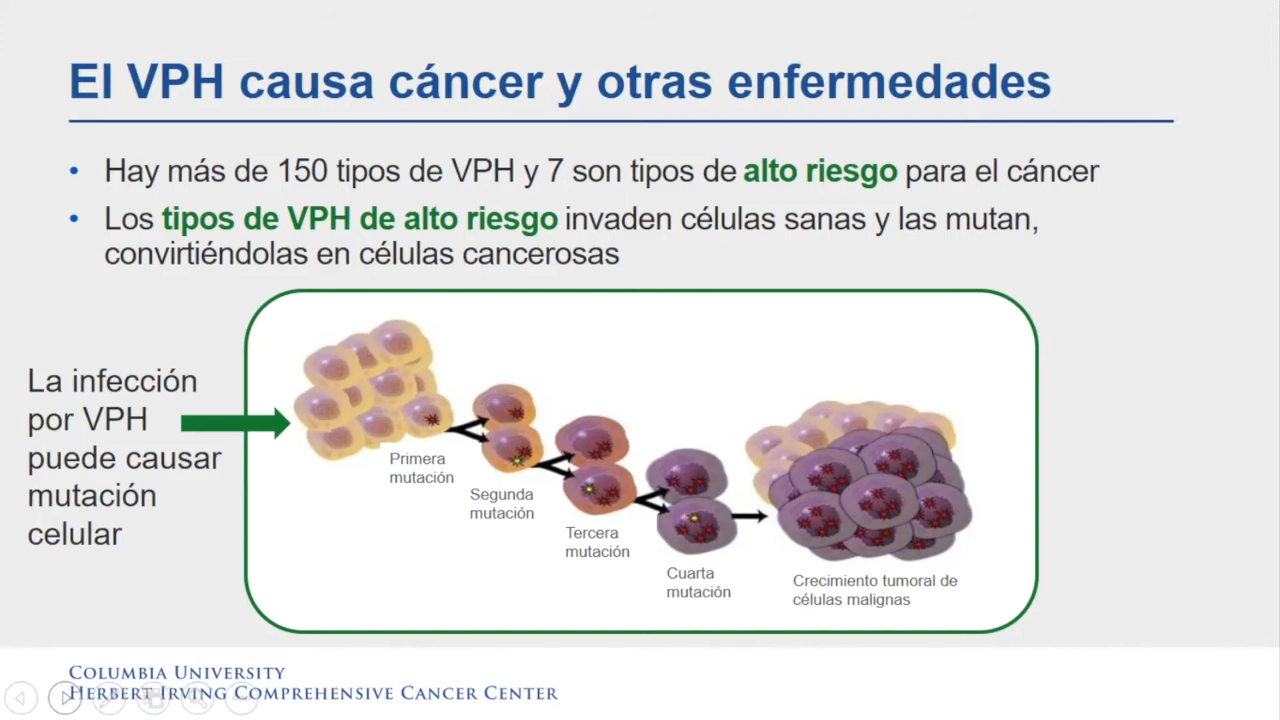 El VPH causa cáncer y otras enfermedades
• Hay más de 150 tipos de VPH y 7 son tipos de alto riesgo para el cáncer
• Los tipos de VPH de alto riesgo invaden células sanas y las mutan,
convirtiéndolas en células cancerosas
La infección
por VPH
puede causar
mutación
celular
Primera
mutación
Segunda
mutación
Tercera
mutación
Cuarta
mutación
Crecimiento tumoral de
células malignas
COLUMBIA UNIVERSITY
HERBERT IRVING COMPREHENSIVE CANCER CENTER